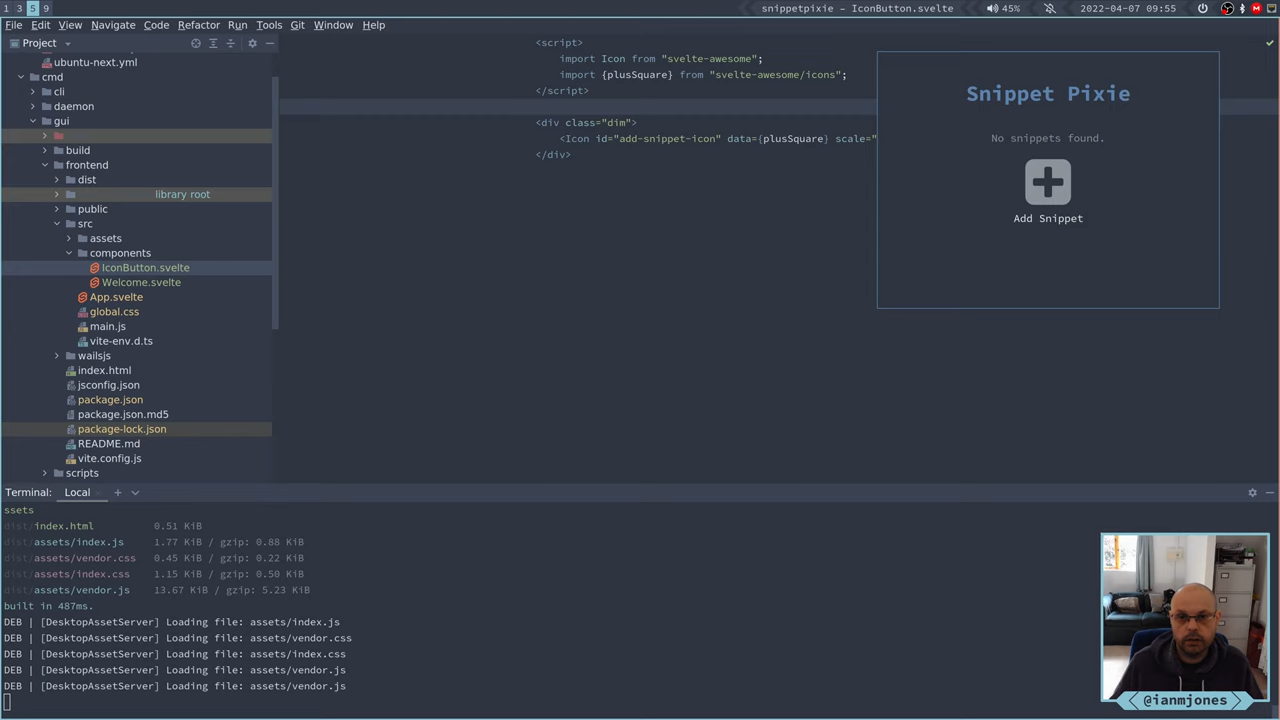 1 3 5 9
snippetpixie — IconButton.svelte
45%
2022-04-07 09:55
File Edit View Navigate Code Refactor Run Tools Git Window Help
Project
ubuntu-next.yml
cmd
cli
daemon
gui
build
frontend
dist
library root
public
src
assets
components
IconButton.svelte
Welcome.svelte
App.svelte
global.css
main.js
vite-env.d.ts
wailsjs
index.html
jsconfig.json
package.json
package.json.md5
package-lock.json
README.md
vite.config.js
scripts
<script>
import Icon from "svelte-awesome";
import {plusSquare} from "svelte-awesome/icons";
</script>
<div class="dim">
<Icon id="add-snippet-icon" data={plusSquare} scale="
</div>
Snippet Pixie
No snippets found.
Add Snippet
Terminal: Local
ssets
dist/index.html 0.51 KiB
dist/assets/index.js 1.77 KiB / gzip: 0.88 KiB
dist/assets/vendor.css 0.45 KiB / gzip: 0.22 KiB
dist/assets/index.css 1.15 KiB / gzip: 0.50 KiB
dist/assets/vendor.js 13.67 KiB / gzip: 5.23 KiB
built in 487ms.
DEB | [DesktopAssetServer] Loading file: assets/index.js
DEB | [DesktopAssetServer] Loading file: assets/vendor.css
DEB | [DesktopAssetServer] Loading file: assets/index.css
DEB | [DesktopAssetServer] Loading file: assets/vendor.js
DEB | [DesktopAssetServer] Loading file: assets/vendor.js
@ianmjones